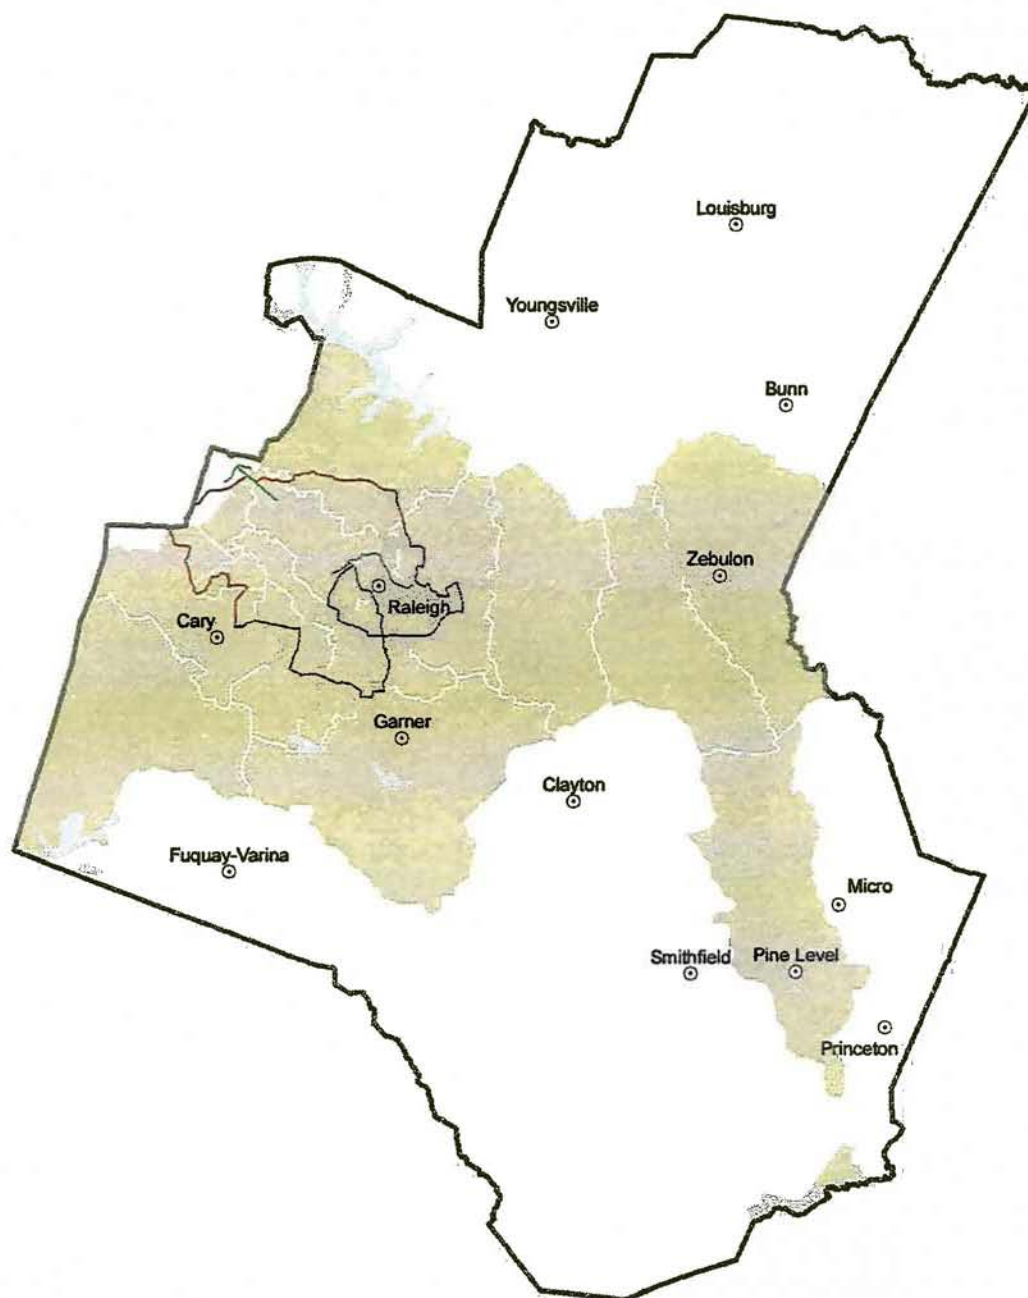 Louisburg
Youngsville
Bunn
Zebulon
Raleigh
Cary
Garner
Clayton
Fuquay-Varina
Micro
Smithfield
Pine Level
Princeton